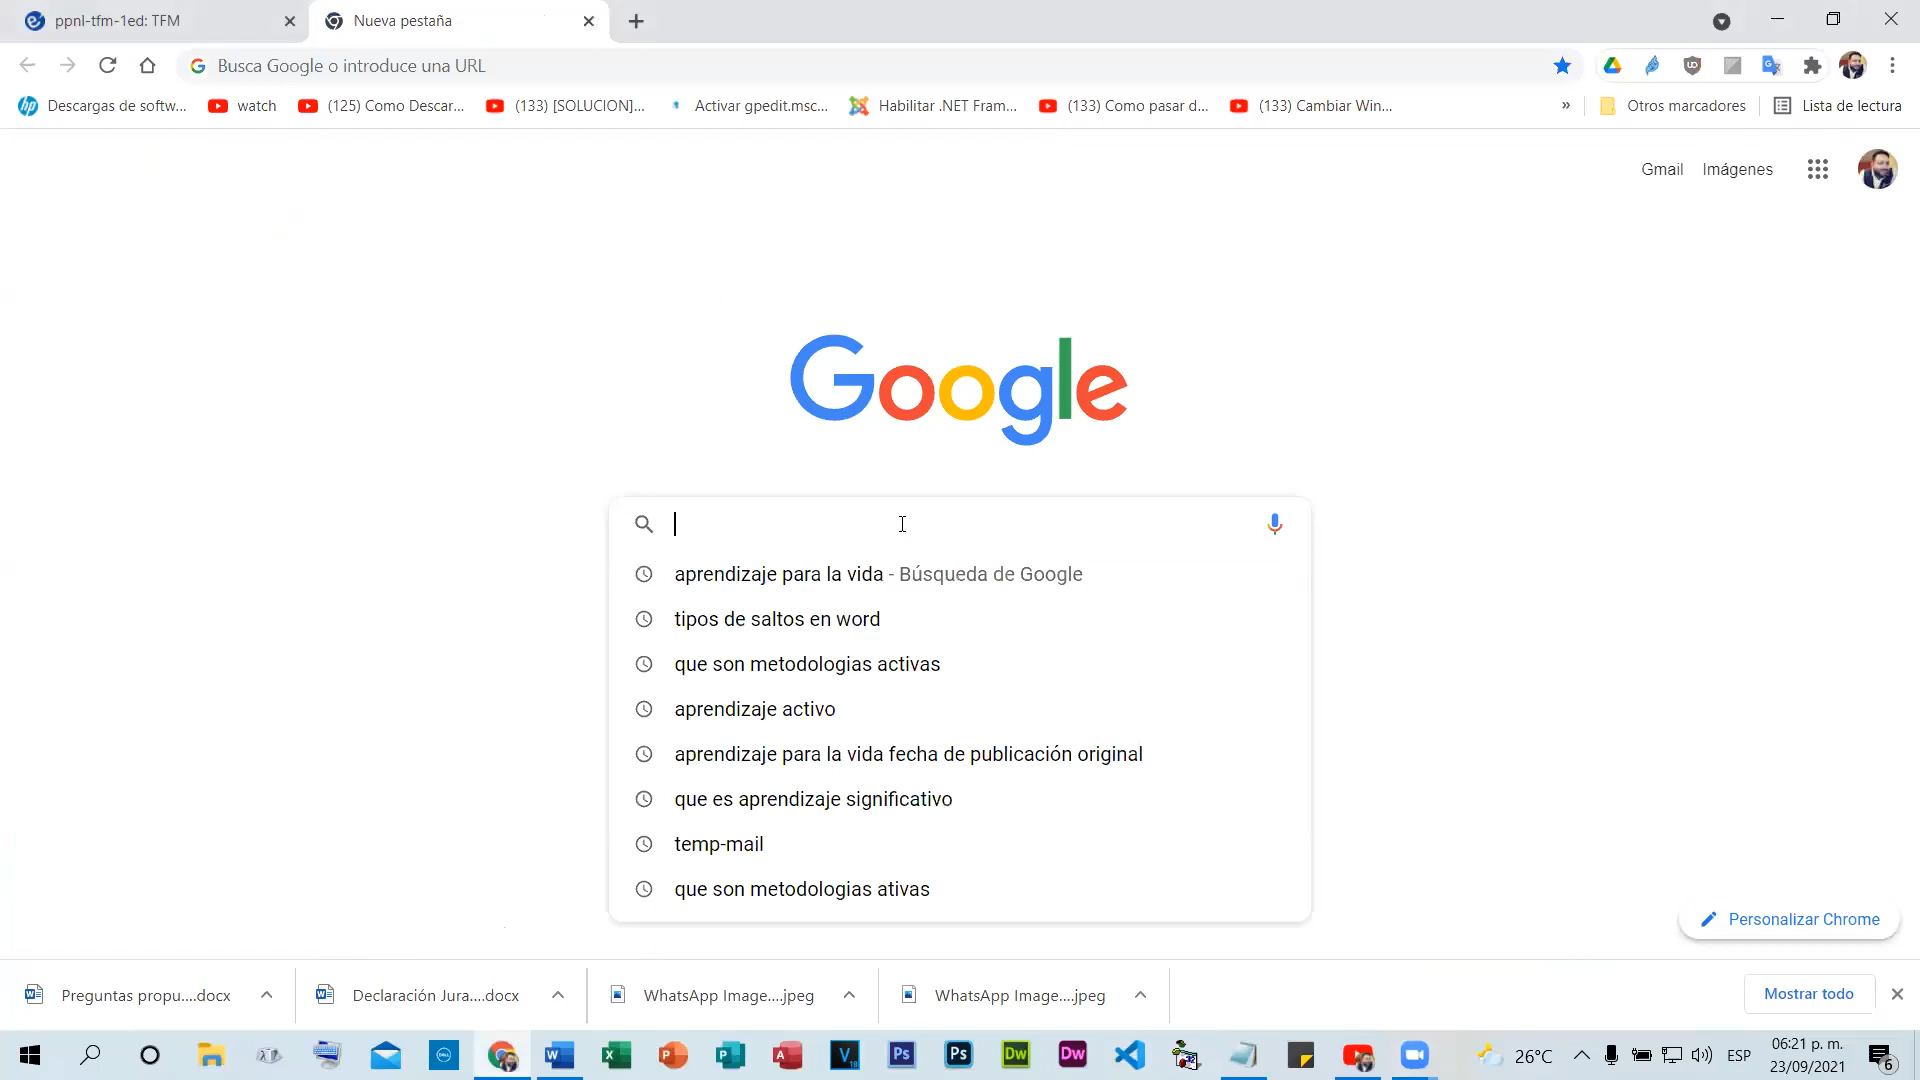 ppnl-tfm-1ed: TFM
Nueva pestaña
Busca Google o introduce una URL
Descargas de softw...
watch
(125) Como Descar...
(133) [SOLUCION]...
Activar gpedit.msc...
Habilitar .NET Fram...
(133) Como pasar d...
(133) Cambiar Win...
»
Otros marcadores
Lista de lectura
Gmail
Imágenes
Google
aprendizaje para la vida - Búsqueda de Google
tipos de saltos en word
que son metodologias activas
aprendizaje activo
aprendizaje para la vida fecha de publicación original
que es aprendizaje significativo
temp-mail
que son metodologias ativas
Personalizar Chrome
Preguntas propu....docx
Declaración Jura....docx
WhatsApp Image....jpeg
WhatsApp Image....jpeg
Mostrar todo
26°C
ESP
06:21 p. m.
23/09/2021
6